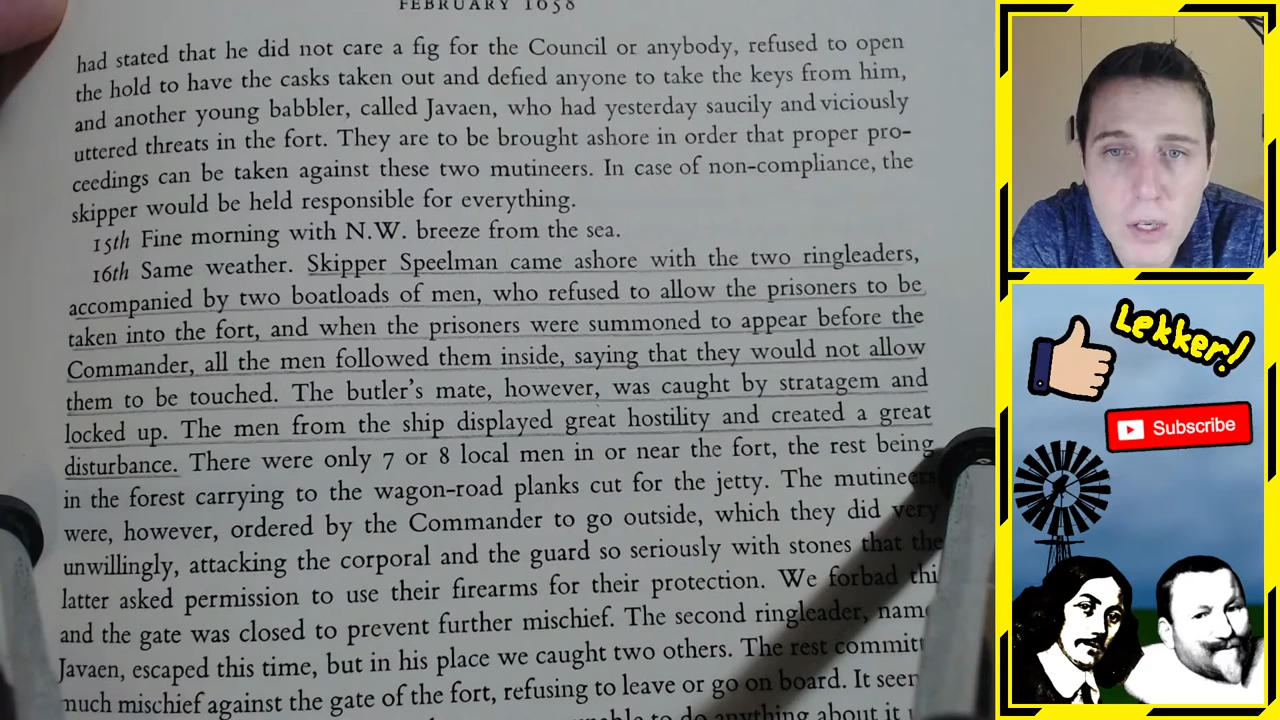 FEBRUARY 1658
had stated that he did not care a fig for the Council or anybody, refused to open
the hold to have the casks taken out and defied anyone to take the keys from him,
and another young babbler, called Javaen, who had yesterday saucily and viciously
uttered threats in the fort. They are to be brought ashore in order that proper pro-
ceedings can be taken against these two mutineers. In case of non-compliance, the
skipper would be held responsible for everything.
15th Fine morning with N.W. breeze from the sea.
16th Same weather. Skipper Speelman came ashore with the two ringleaders,
accompanied by two boatloads of men, who refused to allow the prisoners to be
taken into the fort, and when the prisoners were summoned to appear before the
Commander, all the men followed them inside, saying that they would not allow
them to be touched. The butler's mate, however, was caught by stratagem and
locked up. The men from the ship displayed great hostility and created a great
disturbance. There were only 7 or 8 local men in or near the fort, the rest being
in the forest carrying to the wagon-road planks cut for the jetty. The mutineers
were, however, ordered by the Commander to go outside, which they did very
unwillingly, attacking the corporal and the guard so seriously with stones that the
latter asked permission to use their firearms for their protection. We forbad thi
and the gate was closed to prevent further mischief. The second ringleader, name
Javaen, escaped this time, but in his place we caught two others. The rest committ
much mischief against the gate of the fort, refusing to leave or go on board. It seem
to do anything about it
Lekker!
Subscribe